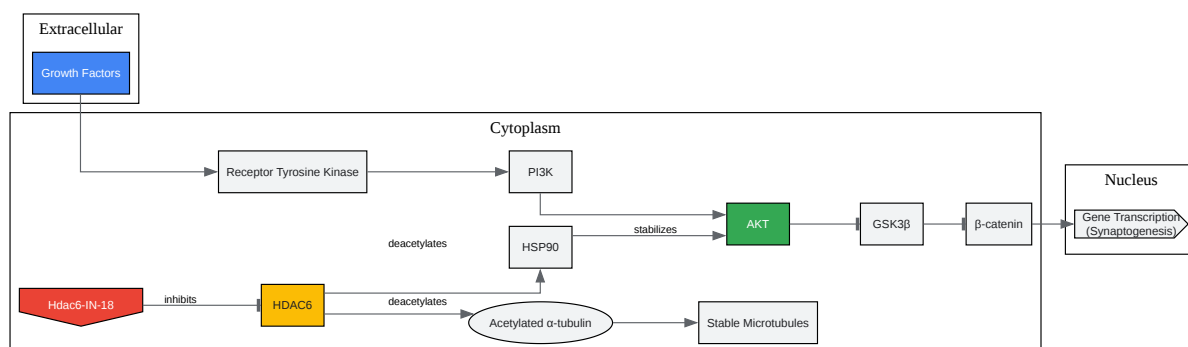 Extracellular
Growth Factors
Cytoplasm
Receptor Tyrosine Kinase
PI3K
Nucleus
Gene Transcription
(Synaptogenesis)
AKT
GSK3β
β-catenin
stabilizes
HSP90
deacetylates
Hdac6-IN-18
inhibits
HDAC6
deacetylates
Acetylated α-tubulin
Stable Microtubules